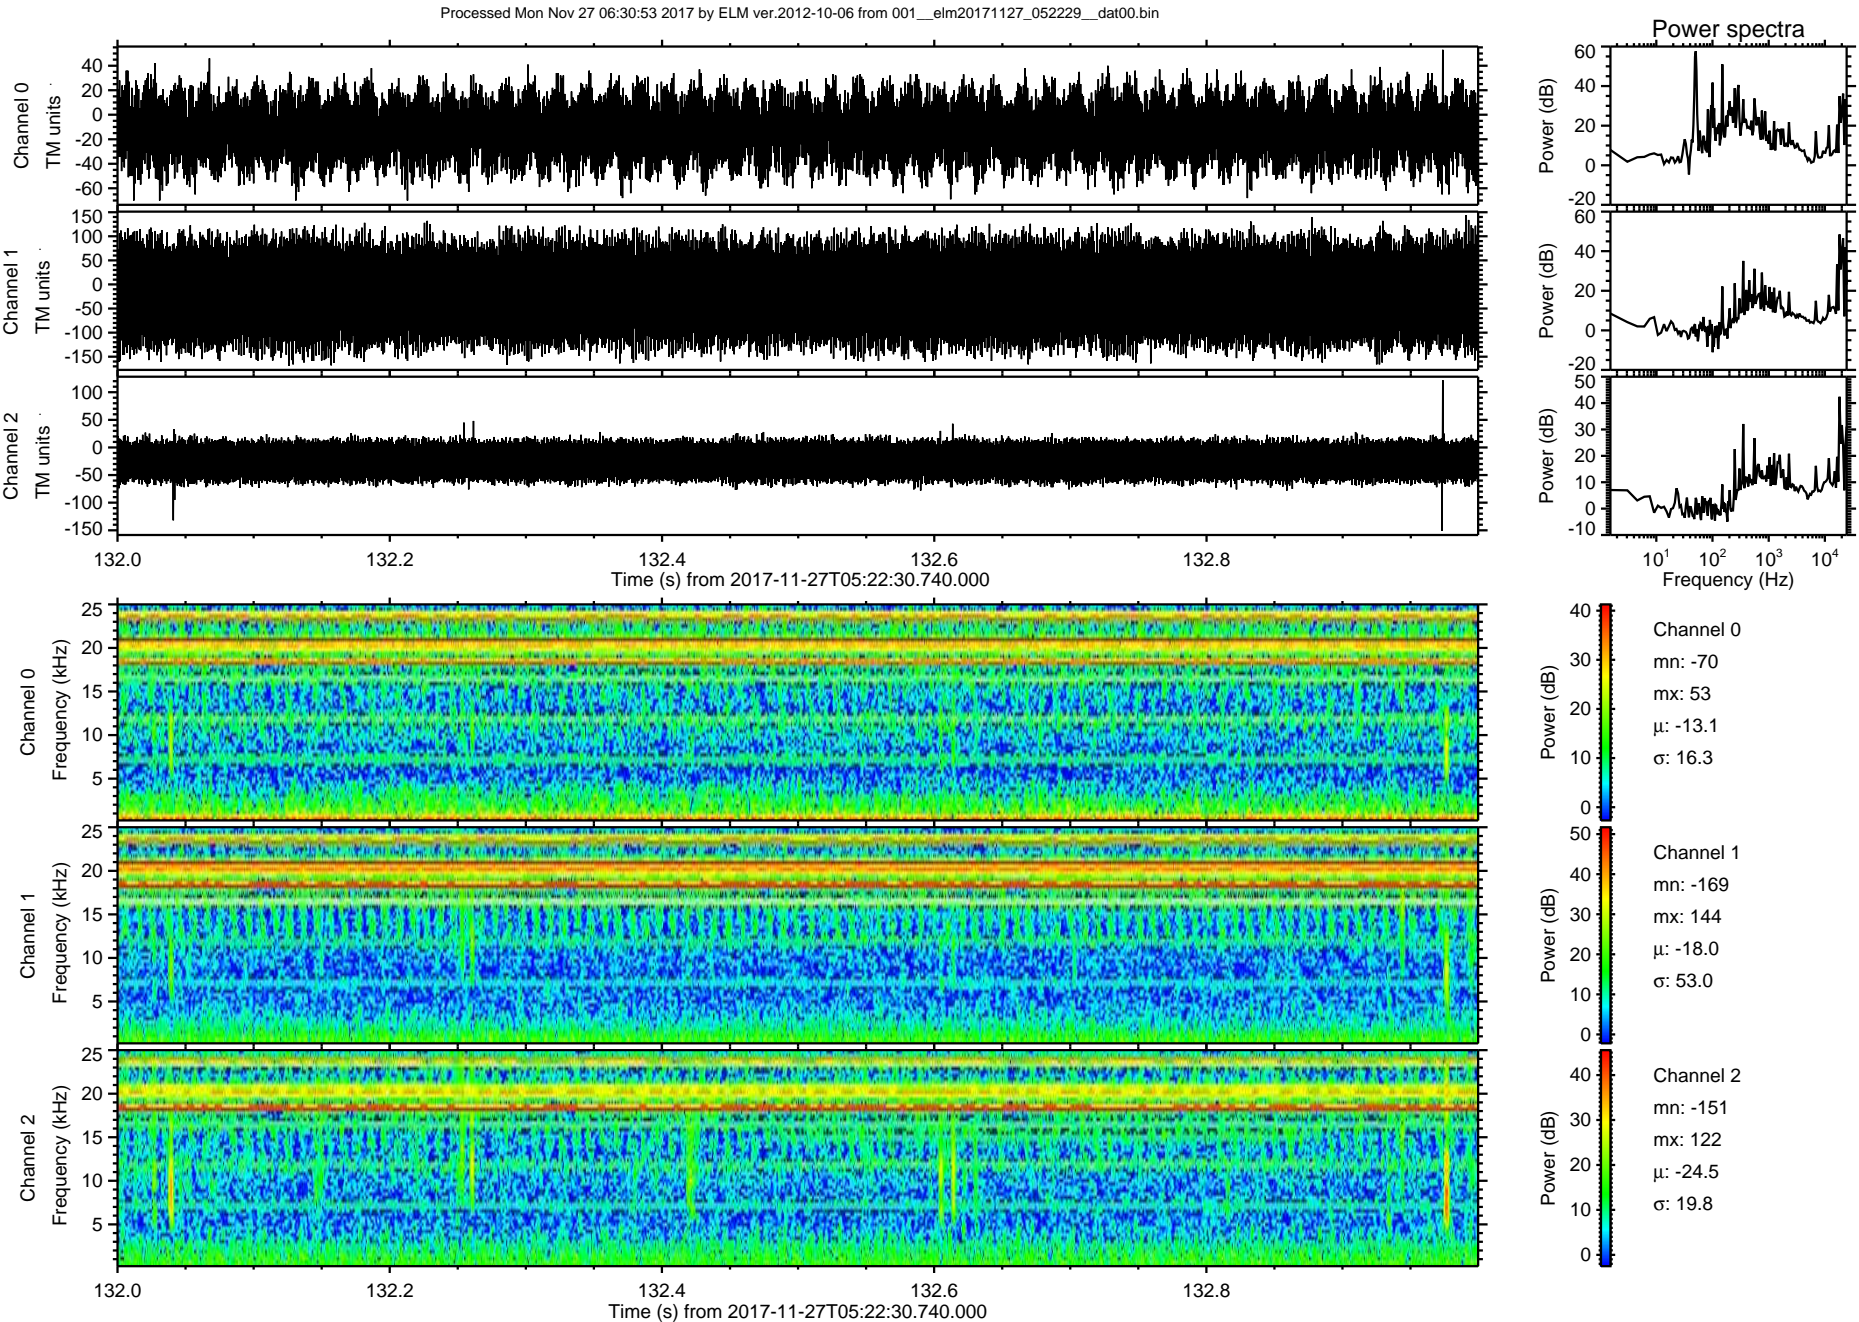 Processed Mon Nov 27 06:30:53 2017 by ELM ver.2012-10-06 from 001__elm20171127_052229__dat00.bin
Power spectra
Channel 0
TM units
40
20
0
-20
-40
-60
Power (dB)
60
40
20
0
-20
Channel 1
TM units
150
100
50
0
-50
-100
-150
Power (dB)
60
40
20
0
-20
Channel 2
TM units
100
50
0
-50
-100
-150
Power (dB)
50
40
30
20
10
0
-10
132.0 132.2 132.4 132.6 132.8
Time (s) from 2017-11-27T05:22:30.740.000
10^1 10^2 10^3 10^4
Frequency (Hz)
Channel 0
Frequency (kHz)
25
20
15
10
5
Power (dB)
40
30
20
10
0
Channel 0
mn: -70
mx: 53
μ: -13.1
σ: 16.3
Channel 1
Frequency (kHz)
25
20
15
10
5
Power (dB)
50
40
30
20
10
0
Channel 1
mn: -169
mx: 144
μ: -18.0
σ: 53.0
Channel 2
Frequency (kHz)
25
20
15
10
5
Power (dB)
40
30
20
10
0
Channel 2
mn: -151
mx: 122
μ: -24.5
σ: 19.8
132.0 132.2 132.4 132.6 132.8
Time (s) from 2017-11-27T05:22:30.740.000